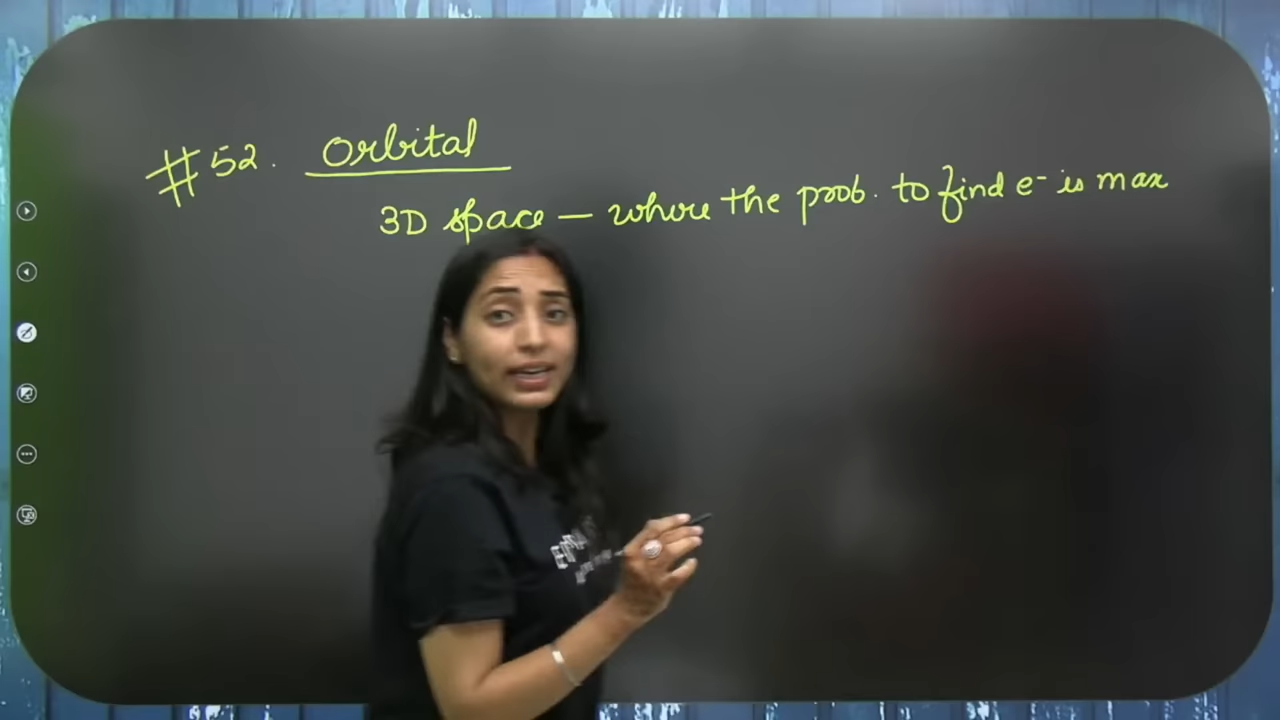 #52. Orbital
3D space — where the prob. to find e⁻ is max